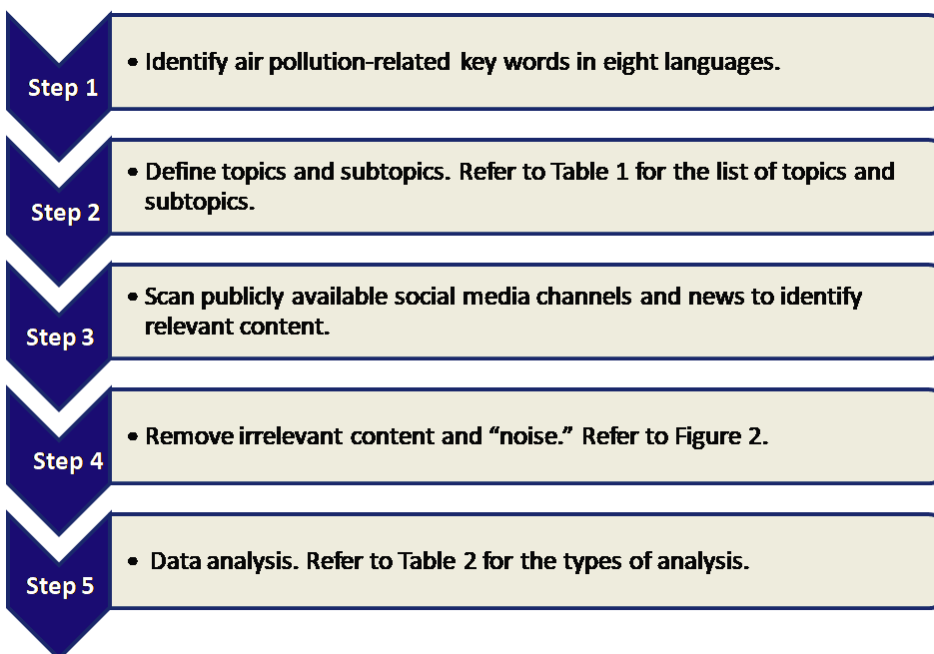 Step 1
• Identify air pollution-related key words in eight languages.
Step 2
• Define topics and subtopics. Refer to Table 1 for the list of topics and
subtopics.
Step 3
• Scan publicly available social media channels and news to identify
relevant content.
Step 4
• Remove irrelevant content and “noise.” Refer to Figure 2.
Step 5
• Data analysis. Refer to Table 2 for the types of analysis.